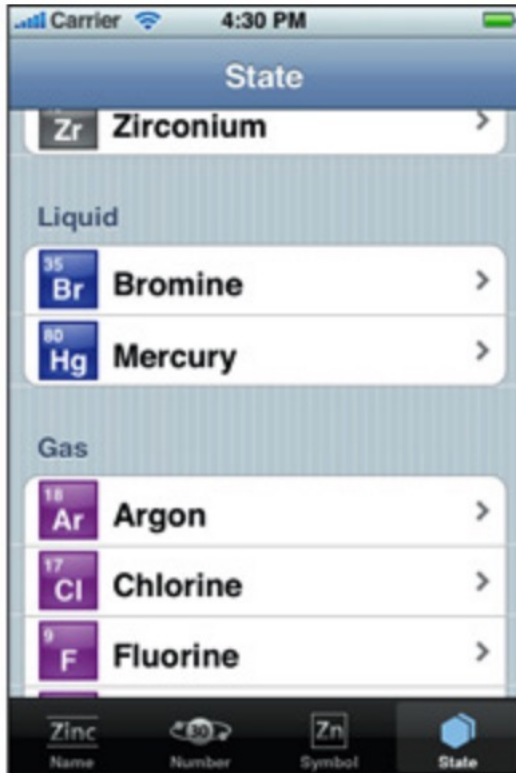 Carrier 4:30 PM
State
Zr Zirconium
Liquid
35
Br Bromine
80
Hg Mercury
Gas
18
Ar Argon
17
Cl Chlorine
9
F Fluorine
Zinc 30 Zn
Name Number Symbol State